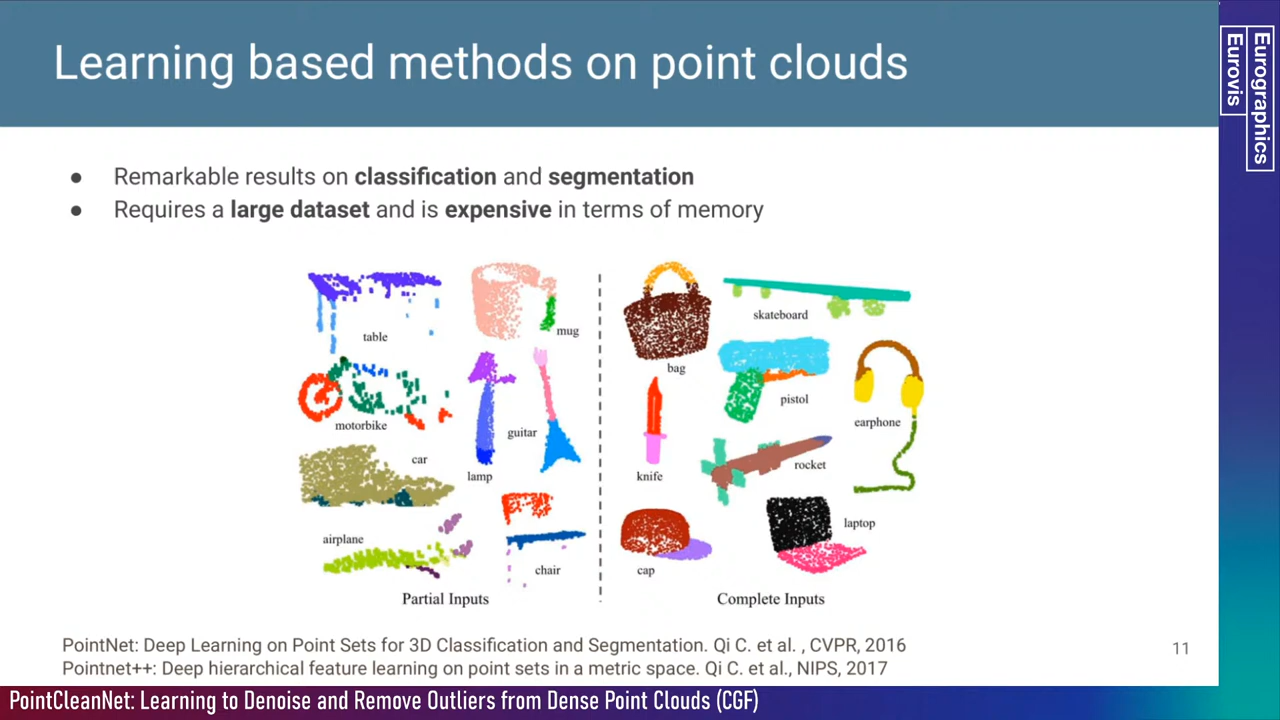 Learning based methods on point clouds
Eurographics
Eurovis
● Remarkable results on classification and segmentation
● Requires a large dataset and is expensive in terms of memory
table
mug
motorbike
guitar
car
lamp
airplane
chair
Partial Inputs
bag
skateboard
pistol
earphone
knife
rocket
cap
laptop
Complete Inputs
PointNet: Deep Learning on Point Sets for 3D Classification and Segmentation. Qi C. et al. , CVPR, 2016
Pointnet++: Deep hierarchical feature learning on point sets in a metric space. Qi C. et al., NIPS, 2017
11
PointCleanNet: Learning to Denoise and Remove Outliers from Dense Point Clouds (CGF)